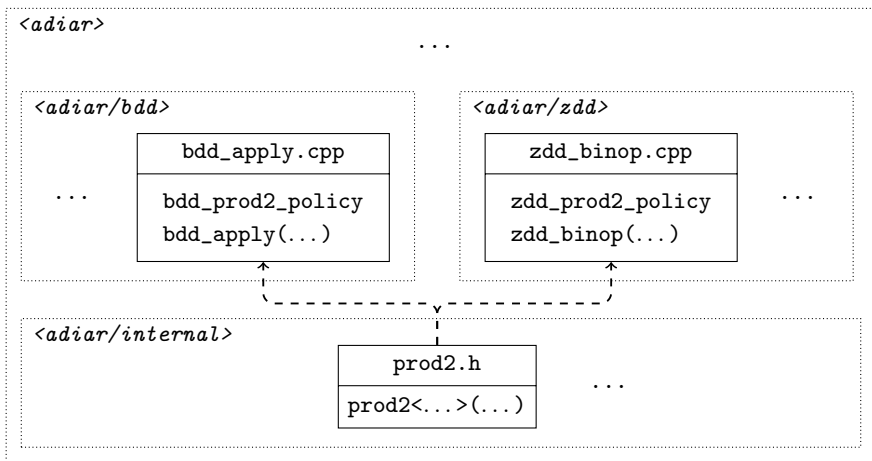 <adiar>
...
<adiar/bdd>
<adiar/zdd>
bdd_apply.cpp
zdd_binop.cpp
...
bdd_prod2_policy
bdd_apply(...)
zdd_prod2_policy
zdd_binop(...)
...
<adiar/internal>
prod2.h
prod2<...>(...)
...